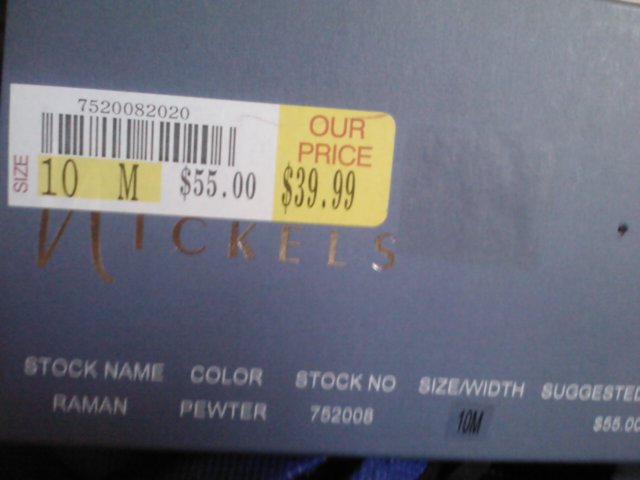 7520082020
OUR PRICE
SIZE 10 M $55.00 $39.99
NICKELS
STOCK NAME COLOR STOCK NO SIZE/WIDTH SUGGESTED
RAMAN PEWTER 752008 10M $55.00